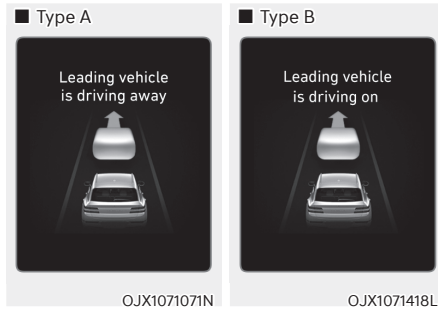 ■ Type A
Leading vehicle
is driving away
OJX1071071N
■ Type B
Leading vehicle
is driving on
OJX1071418L